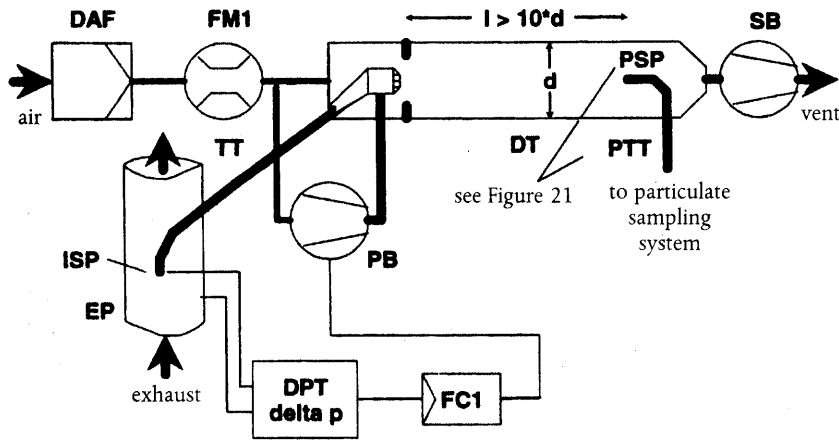 DAF
FM1
l > 10*d
SB
air
d
PSP
vent
TT
DT
PTT
see Figure 21
to particulate
sampling
system
ISP
PB
EP
exhaust
DPT
delta p
FC1